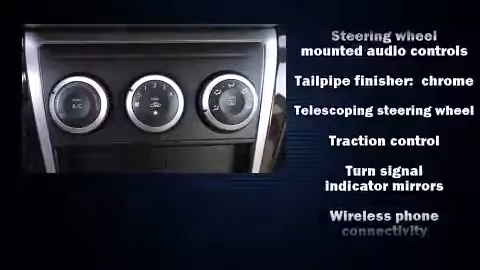 Steering wheel
mounted audio controls
Tailpipe finisher: chrome
Telescoping steering wheel
Traction control
Turn signal
indicator mirrors
Wireless phone
connectivity
A/C